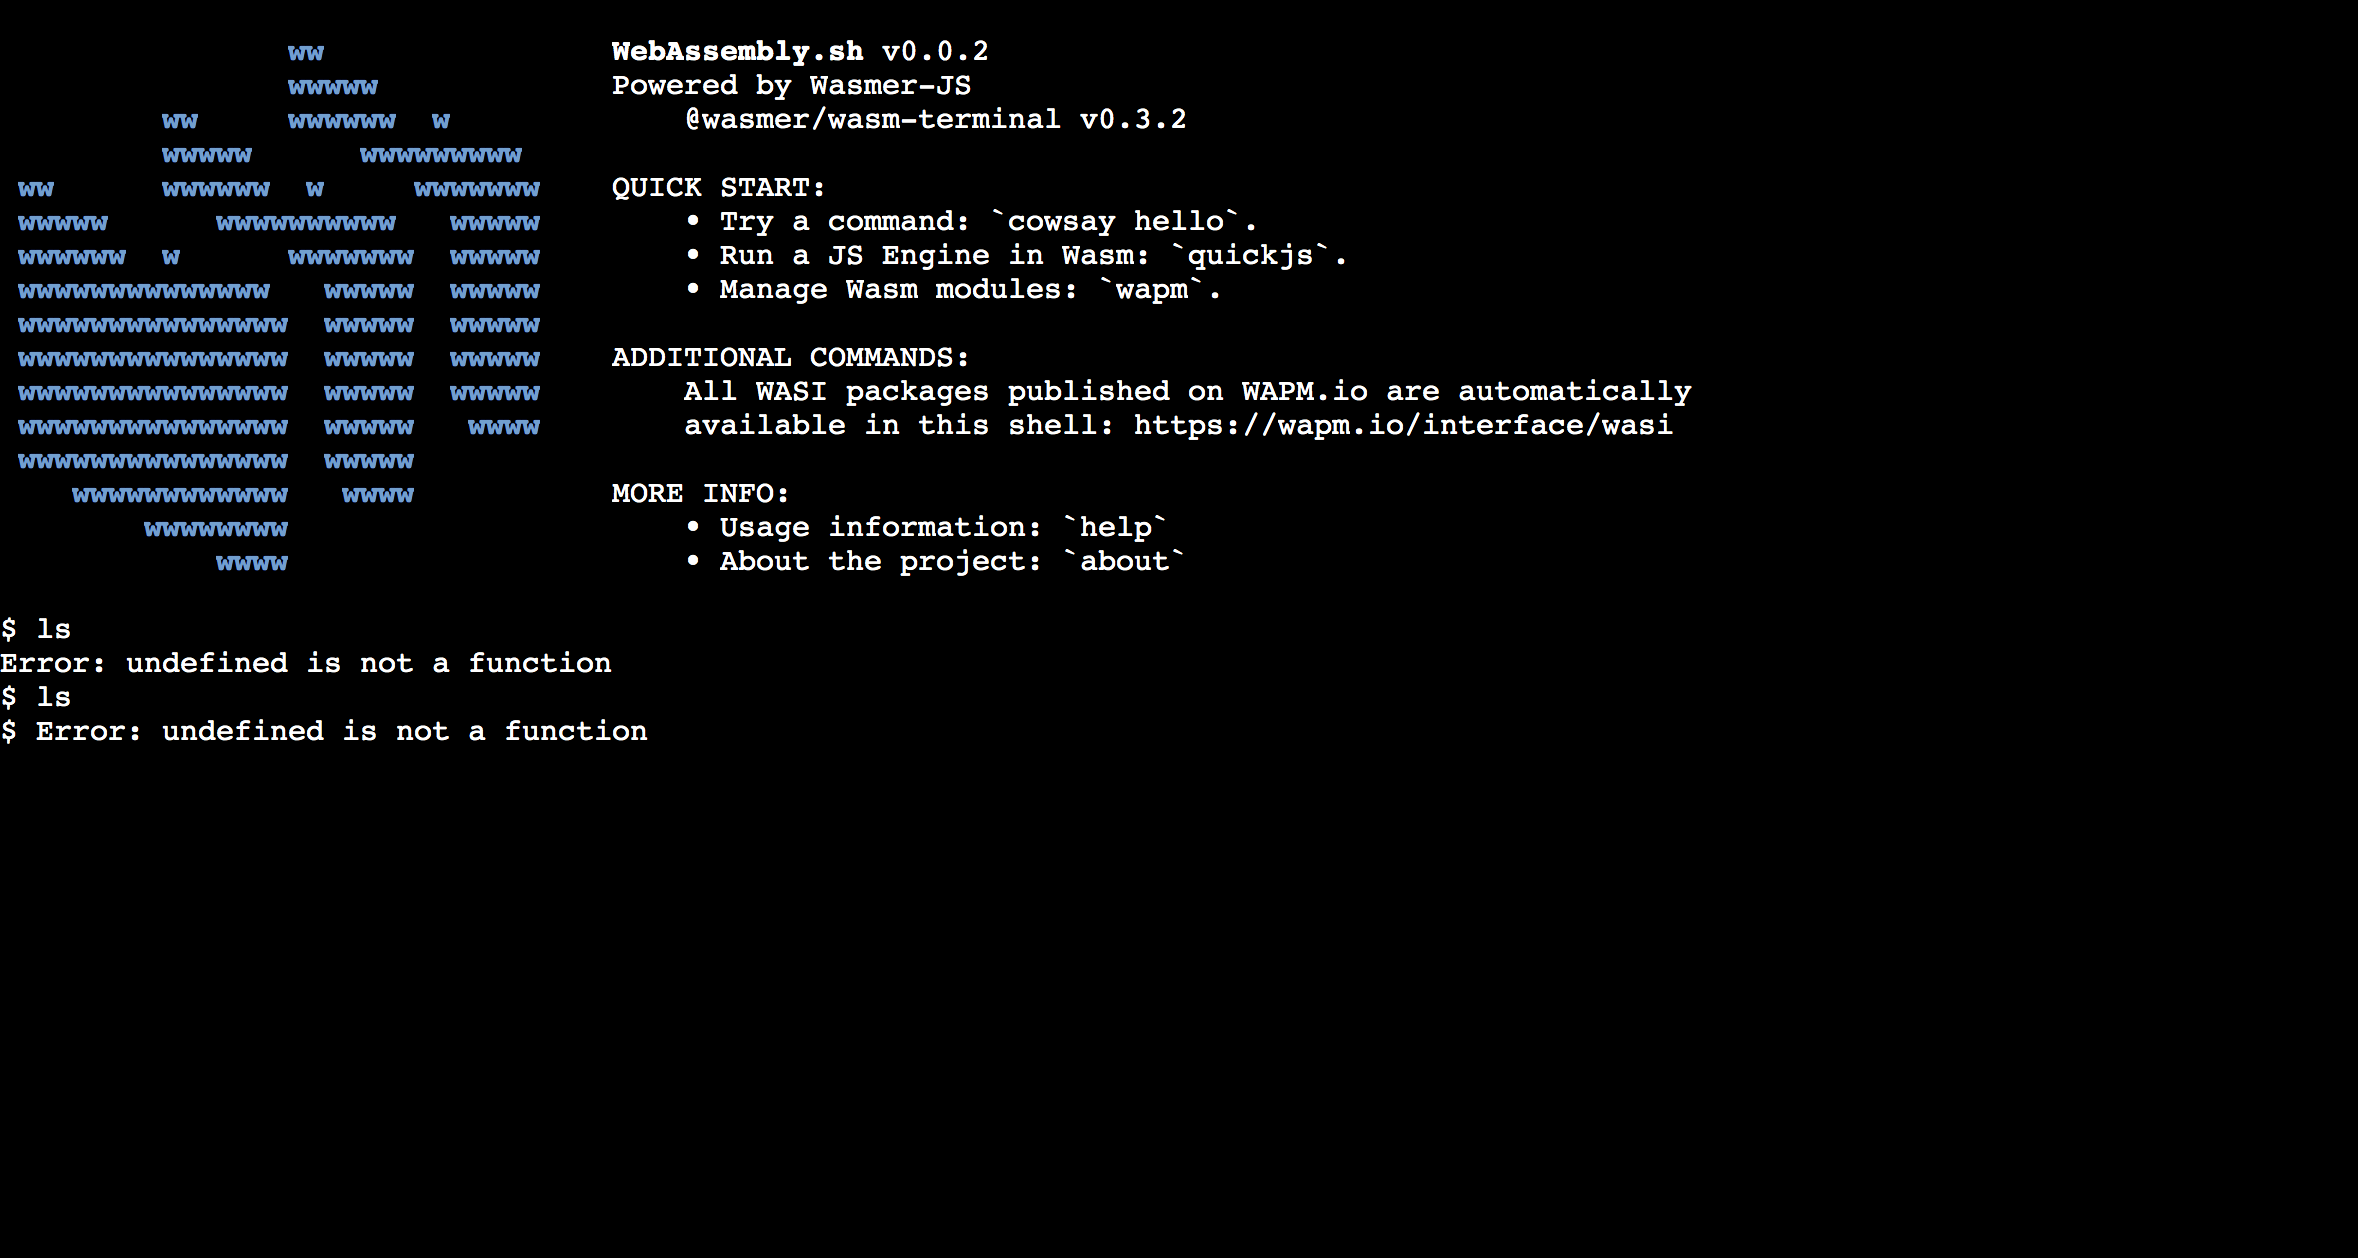 ww WebAssembly.sh v0.0.2
wwwww Powered by Wasmer-JS
ww wwwwww w @wasmer/wasm-terminal v0.3.2
wwwww wwwwwwwww
ww wwwwww w wwwwwww QUICK START:
wwwww wwwwwwwwww wwwww • Try a command: `cowsay hello`.
wwwwww w wwwwwww wwwww • Run a JS Engine in Wasm: `quickjs`.
wwwwwwwwwwwwww wwwww wwwww • Manage Wasm modules: `wapm`.
wwwwwwwwwwwwwww wwwww wwwww
wwwwwwwwwwwwwww wwwww wwwww ADDITIONAL COMMANDS:
wwwwwwwwwwwwwww wwwww wwwww All WASI packages published on WAPM.io are automatically
wwwwwwwwwwwwwww wwwww wwww available in this shell: https://wapm.io/interface/wasi
wwwwwwwwwwwwwww wwwww
wwwwwwwwwwww wwww MORE INFO:
wwwwwwww • Usage information: `help`
wwww • About the project: `about`
$ ls
Error: undefined is not a function
$ ls
$ Error: undefined is not a function